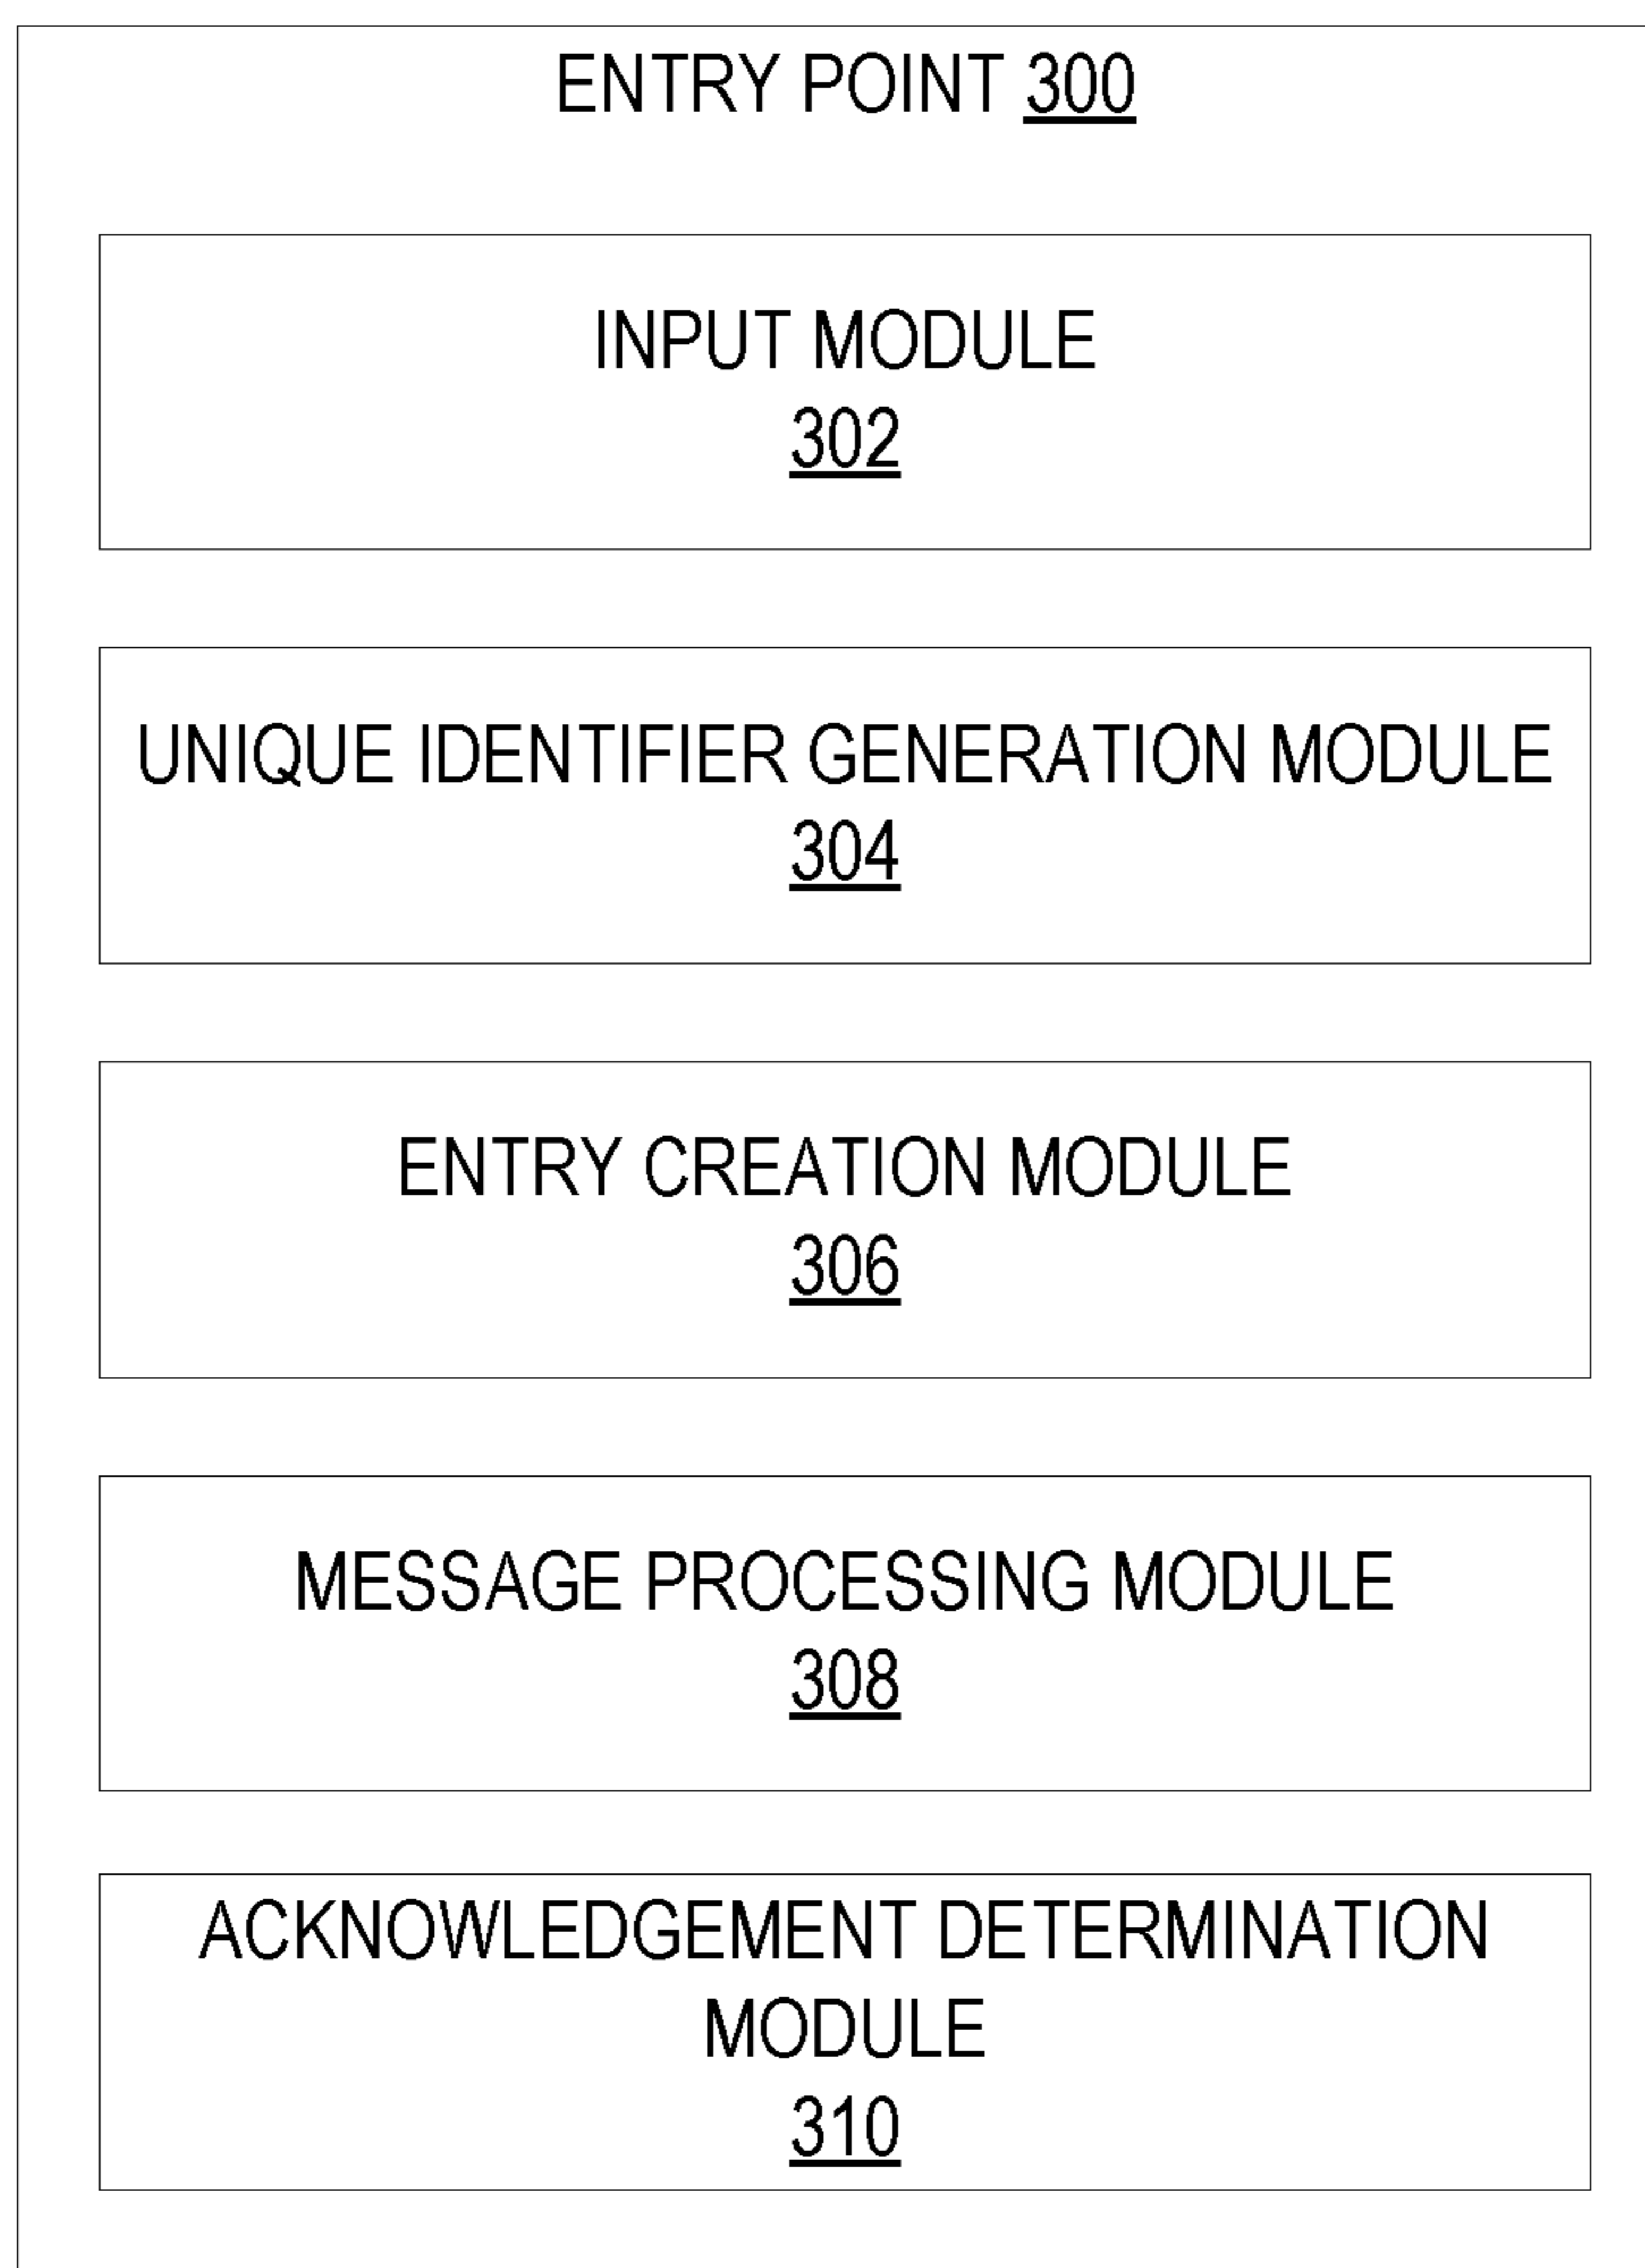 ENTRY POINT 300
INPUT MODULE
302
UNIQUE IDENTIFIER GENERATION MODULE
304
ENTRY CREATION MODULE
306
MESSAGE PROCESSING MODULE
308
ACKNOWLEDGEMENT DETERMINATION
MODULE
310